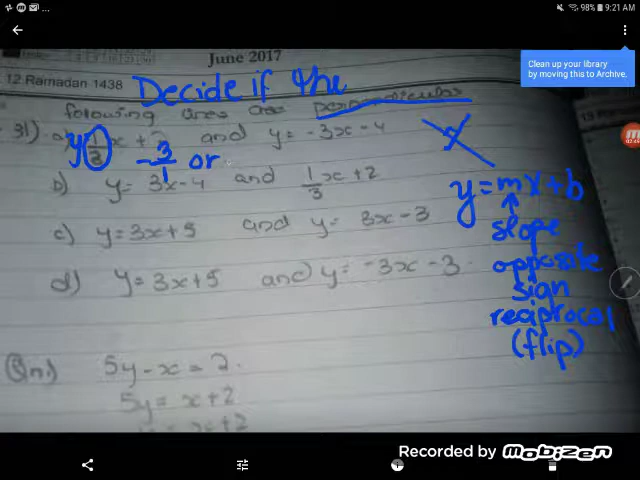 98% 9:21 AM
Clean up your library
by moving this to Archive.
June 2017
12 Ramadan 1438
Decide if the
following lines are perpendicular
31) a) y 1/3 x + 2 and y = -3x - 4
-3/1 or
b) y = 3x - 4 and 1/3 x + 2
c) y = 3x + 5 and y = 3x - 3
d) y = 3x + 5 and y = -3x - 3
y = mx + b
slope
opposite
sign
reciprocal
(flip)
5y - x = 2.
5y = x + 2
Recorded by Mobizen